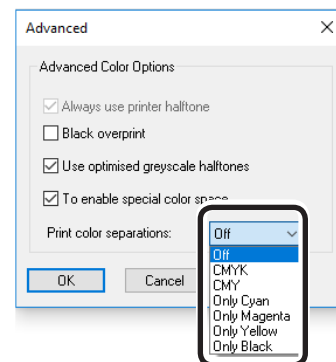 Advanced
Advanced Color Options
Always use printer halftone
Black overprint
Use optimised greyscale halftones
To enable special color space
Print color separations: Off
Off
CMYK
CMY
Only Cyan
Only Magenta
Only Yellow
Only Black
OK Cancel